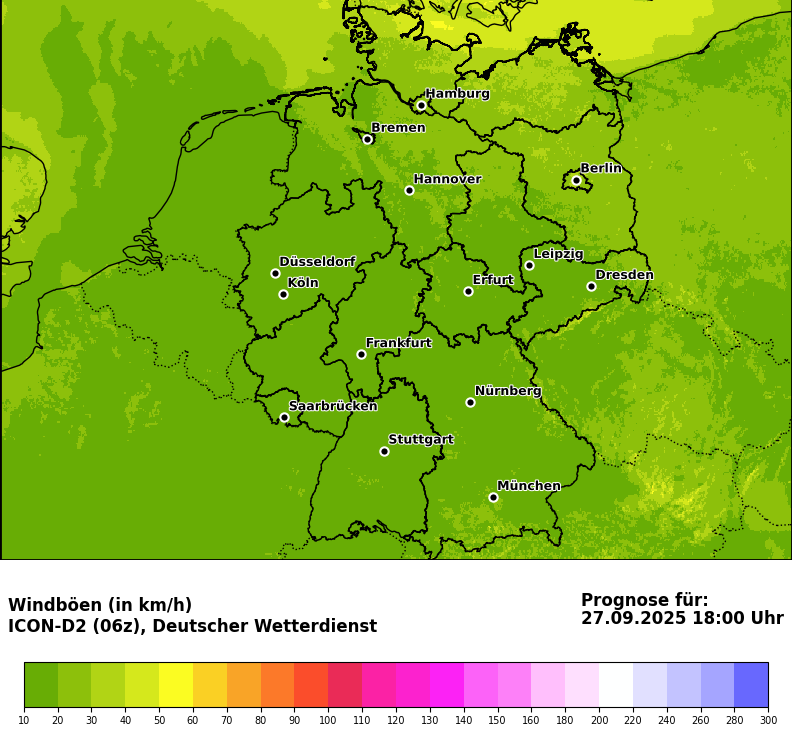 Hamburg
Bremen
Berlin
Hannover
Düsseldorf
Leipzig
Dresden
Köln
Erfurt
Frankfurt
Nürnberg
Saarbrücken
Stuttgart
München
Windböen (in km/h)
ICON-D2 (06z), Deutscher Wetterdienst
Prognose für:
27.09.2025 18:00 Uhr
10 20 30 40 50 60 70 80 90 100 110 120 130 140 150 160 180 200 220 240 260 280 300